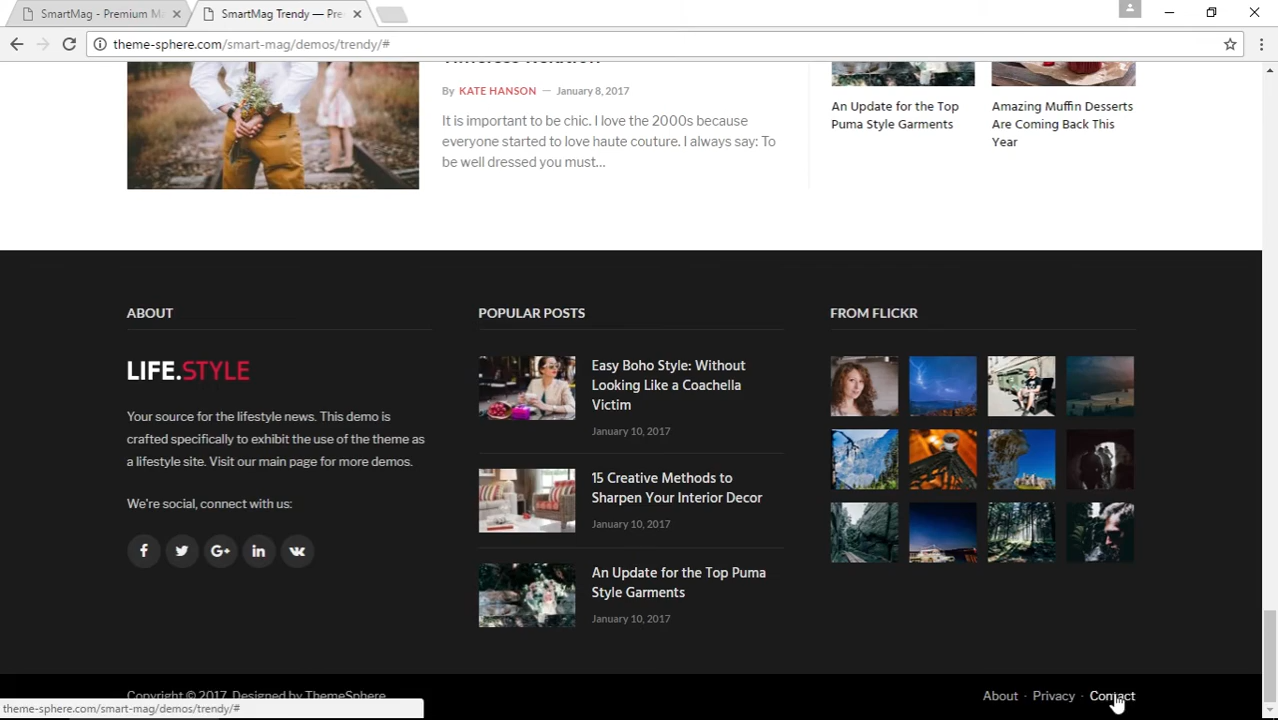 SmartMag - Premium Ma
SmartMag Trendy — Pre
theme-sphere.com/smart-mag/demos/trendy/#
By KATE HANSON — January 8, 2017
It is important to be chic. I love the 2000s because
everyone started to love haute couture. I always say: To
be well dressed you must...
An Update for the Top
Puma Style Garments
Amazing Muffin Desserts
Are Coming Back This
Year
ABOUT
LIFE.STYLE
Your source for the lifestyle news. This demo is
crafted specifically to exhibit the use of the theme as
a lifestyle site. Visit our main page for more demos.
We're social, connect with us:
POPULAR POSTS
Easy Boho Style: Without
Looking Like a Coachella
Victim
January 10, 2017
15 Creative Methods to
Sharpen Your Interior Decor
January 10, 2017
An Update for the Top Puma
Style Garments
January 10, 2017
FROM FLICKR
Copyright © 2017. Designed by ThemeSphere
About · Privacy · Contact
theme-sphere.com/smart-mag/demos/trendy/#